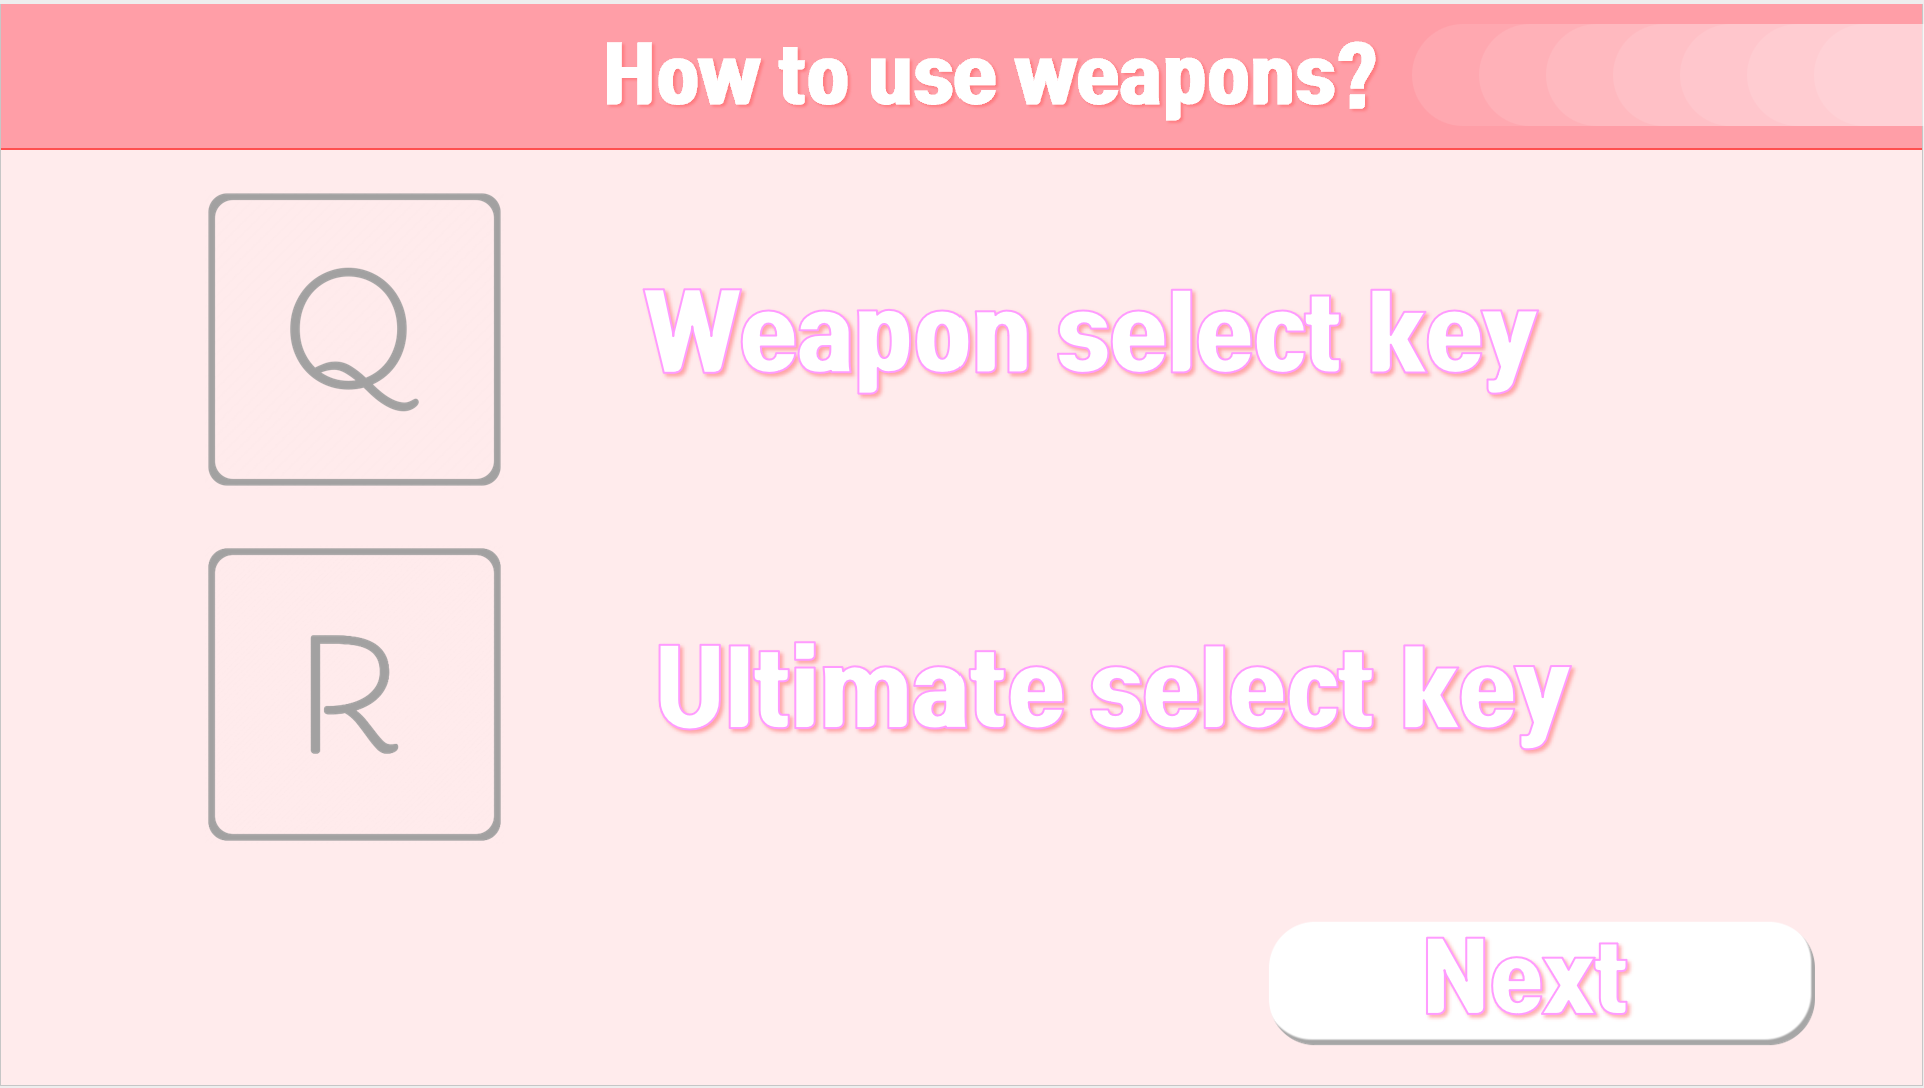 How to use weapons?
Q
Weapon select key
R
Ultimate select key
Next